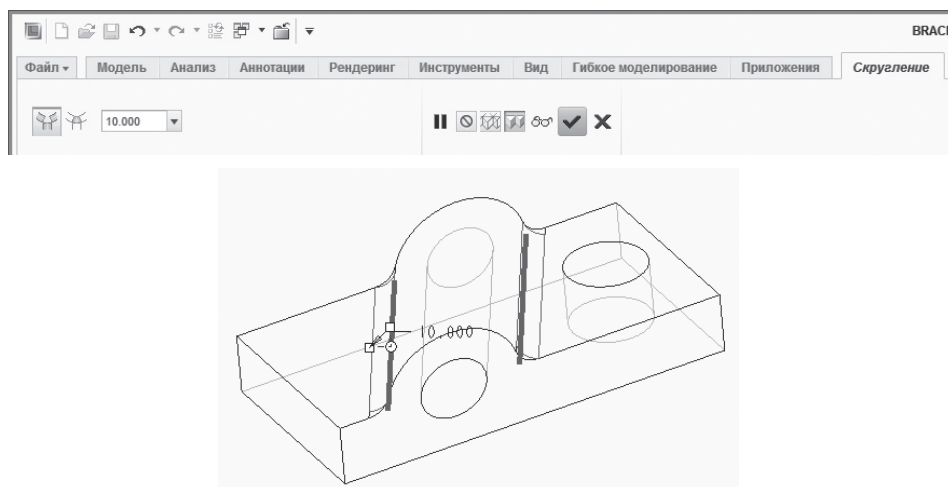 BRAC
Файл Модель Анализ Аннотации Рендеринг Инструменты Вид Гибкое моделирование Приложения Скругление
10.000
10.000